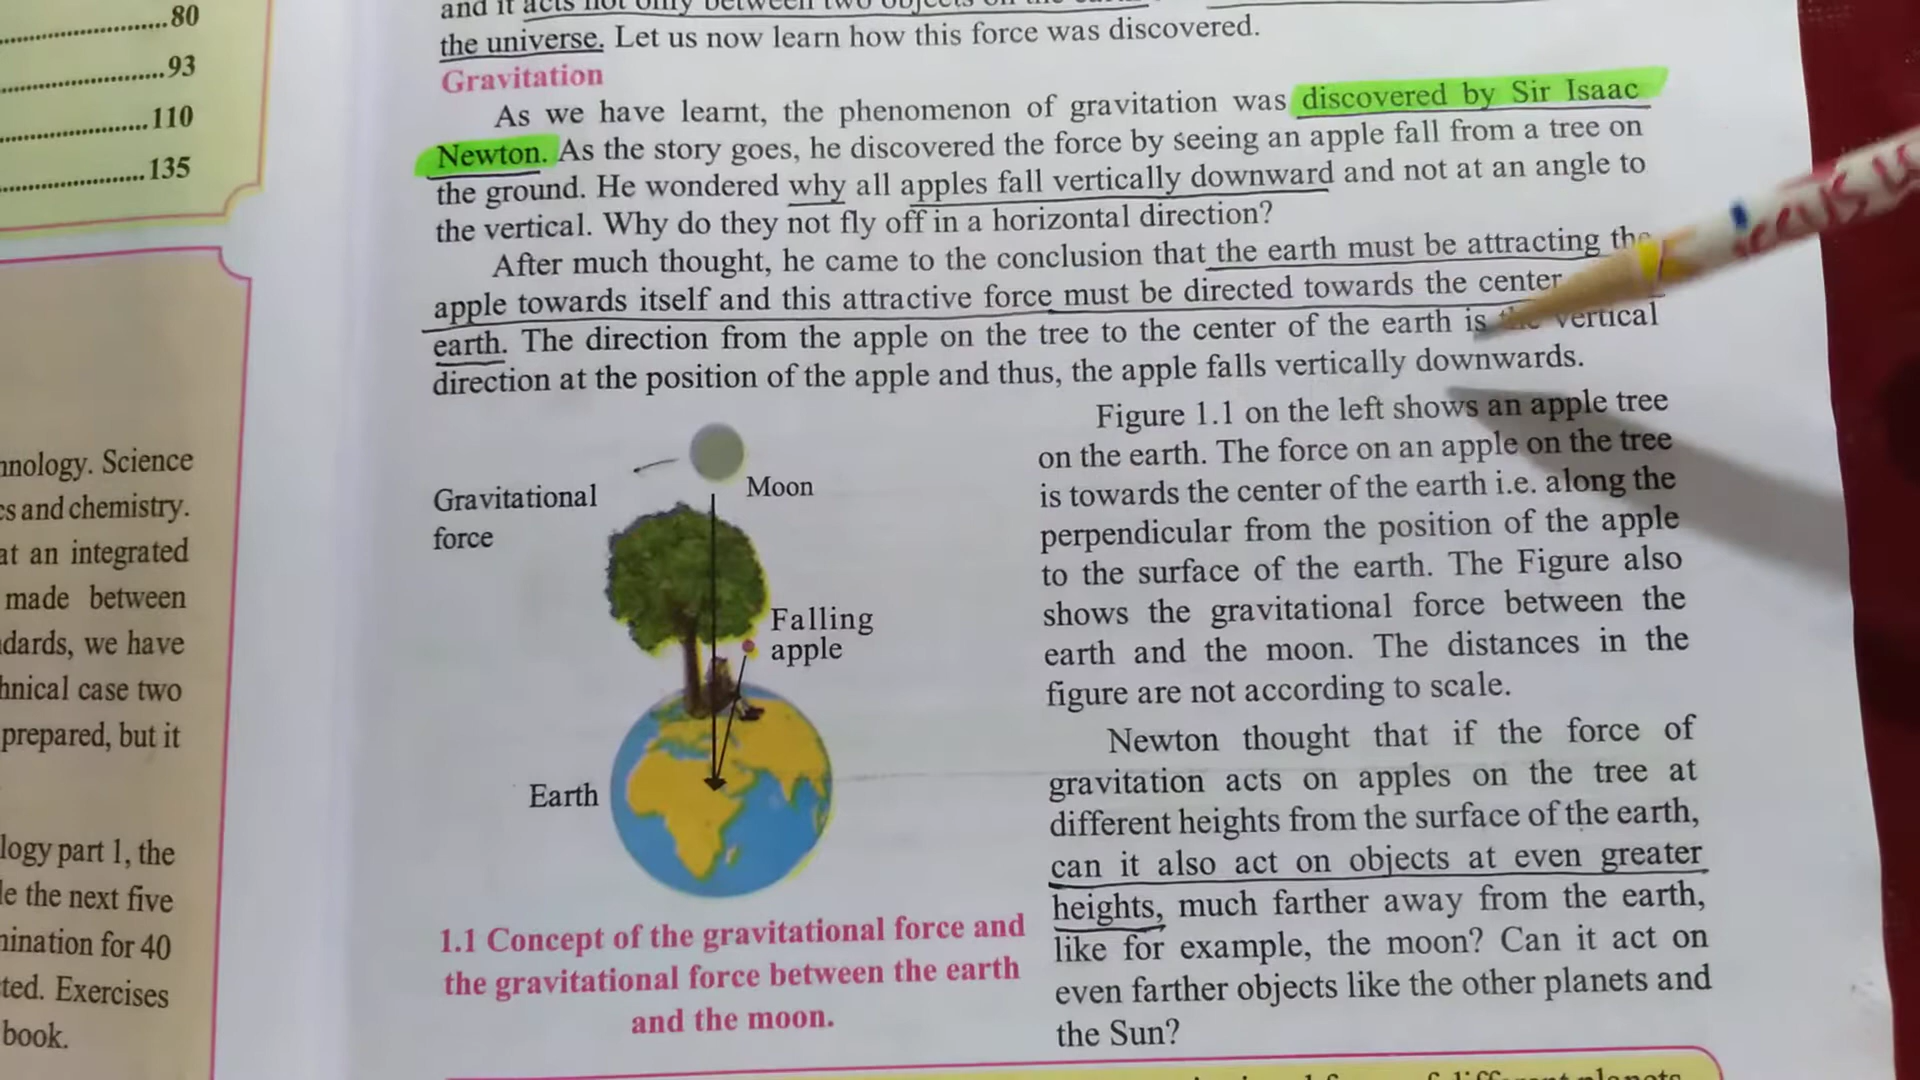 80
93
110
135
nology. Science
s and chemistry.
at an integrated
made between
dards, we have
hnical case two
prepared, but it
logy part 1, the
le the next five
mination for 40
ted. Exercises
book.
and it acts not only between two objects on the earth
the universe. Let us now learn how this force was discovered.
Gravitation
As we have learnt, the phenomenon of gravitation was discovered by Sir Isaac
Newton. As the story goes, he discovered the force by seeing an apple fall from a tree on
the ground. He wondered why all apples fall vertically downward and not at an angle to
the vertical. Why do they not fly off in a horizontal direction?
After much thought, he came to the conclusion that the earth must be attracting the
apple towards itself and this attractive force must be directed towards the center
earth. The direction from the apple on the tree to the center of the earth is the vertical
direction at the position of the apple and thus, the apple falls vertically downwards.
Gravitational
force
Moon
Falling
apple
Earth
1.1 Concept of the gravitational force and
the gravitational force between the earth
and the moon.
Figure 1.1 on the left shows an apple tree
on the earth. The force on an apple on the tree
is towards the center of the earth i.e. along the
perpendicular from the position of the apple
to the surface of the earth. The Figure also
shows the gravitational force between the
earth and the moon. The distances in the
figure are not according to scale.
Newton thought that if the force of
gravitation acts on apples on the tree at
different heights from the surface of the earth,
can it also act on objects at even greater
heights, much farther away from the earth,
like for example, the moon? Can it act on
even farther objects like the other planets and
the Sun?